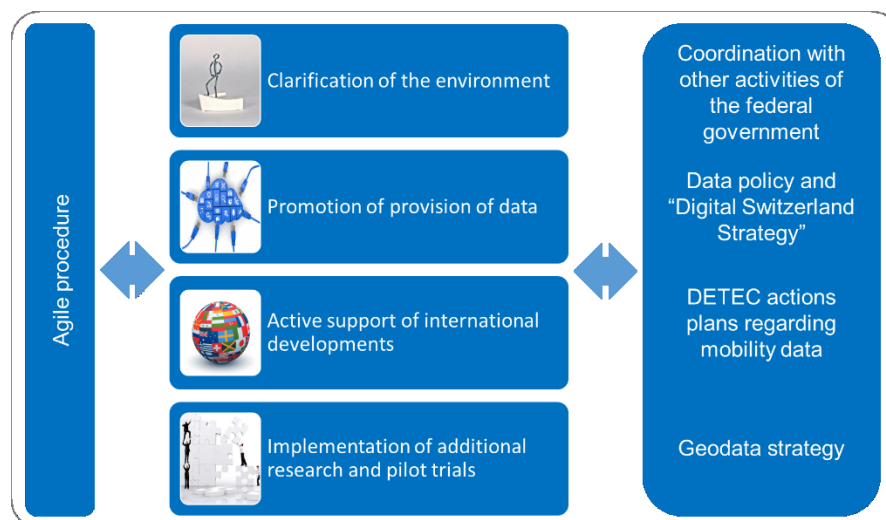 Agile procedure
Clarification of the environment
Promotion of provision of data
Active support of international
developments
Implementation of additional
research and pilot trials
Coordination with
other activities of
the federal
government
Data policy and
“Digital Switzerland
Strategy”
DETEC actions
plans regarding
mobility data
Geodata strategy